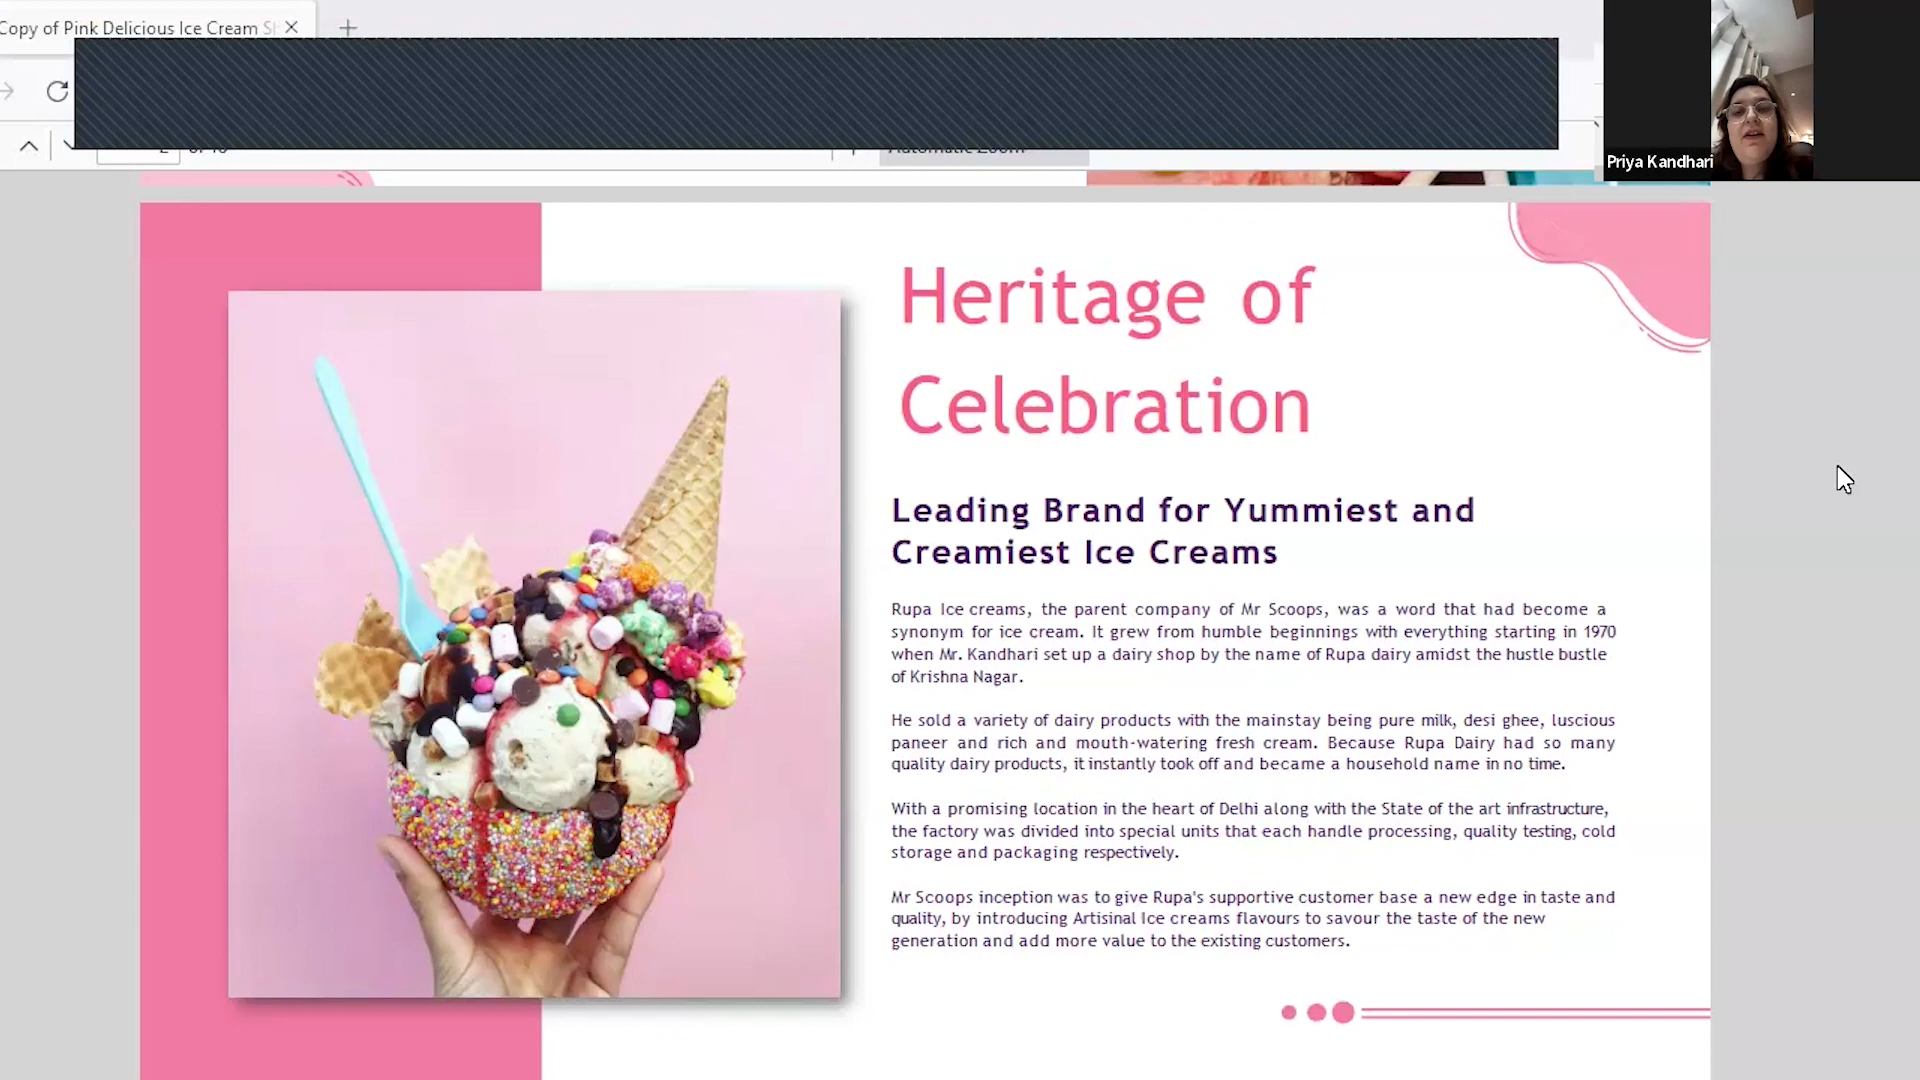 Copy of Pink Delicious Ice Cream
Priya Kandhari
Heritage of
Celebration
Leading Brand for Yummiest and
Creamiest Ice Creams
Rupa Ice creams, the parent company of Mr Scoops, was a word that had become a
synonym for ice cream. It grew from humble beginnings with everything starting in 1970
when Mr. Kandhari set up a dairy shop by the name of Rupa dairy amidst the hustle bustle
of Krishna Nagar.
He sold a variety of dairy products with the mainstay being pure milk, desi ghee, luscious
paneer and rich and mouth-watering fresh cream. Because Rupa Dairy had so many
quality dairy products, it instantly took off and became a household name in no time.
With a promising location in the heart of Delhi along with the State of the art infrastructure,
the factory was divided into special units that each handle processing, quality testing, cold
storage and packaging respectively.
Mr Scoops inception was to give Rupa's supportive customer base a new edge in taste and
quality, by introducing Artisinal Ice creams flavours to savour the taste of the new
generation and add more value to the existing customers.